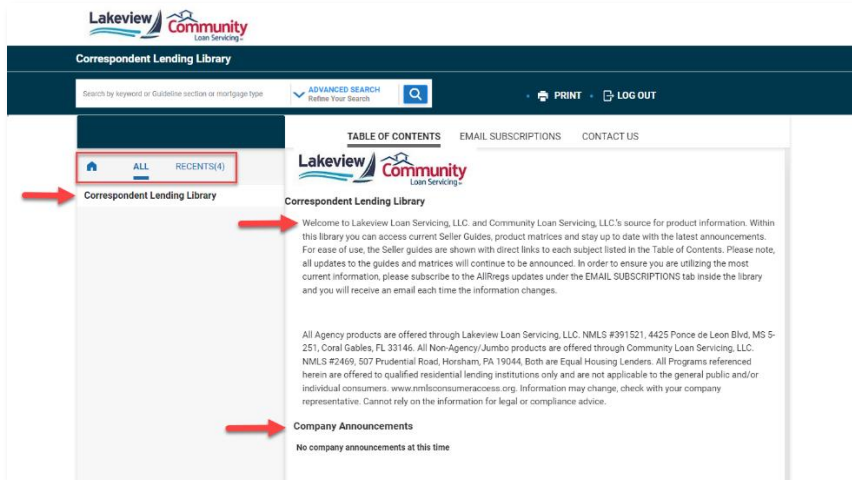 Lakeview Community
Loan Servicing
Correspondent Lending Library
Search by keyword or Guideline section or mortgage type
ADVANCED SEARCH
Refine Your Search
PRINT
LOG OUT
TABLE OF CONTENTS EMAIL SUBSCRIPTIONS CONTACT US
ALL RECENTS(4)
Correspondent Lending Library
Lakeview Community
Loan Servicing
Correspondent Lending Library
Welcome to Lakeview Loan Servicing, LLC. and Community Loan Servicing, LLC.'s source for product information. Within
this library you can access current Seller Guides, product matrices and stay up to date with the latest announcements.
For ease of use, the Seller guides are shown with direct links to each subject listed in the Table of Contents. Please note,
all updates to the guides and matrices will continue to be announced. In order to ensure you are utilizing the most
current information, please subscribe to the AllRregs updates under the EMAIL SUBSCRIPTIONS tab inside the library
and you will receive an email each time the information changes.
All Agency products are offered through Lakeview Loan Servicing, LLC. NMLS #391521, 4425 Ponce de Leon Blvd, MS 5-
251, Coral Gables, FL 33146. All Non-Agency/Jumbo products are offered through Community Loan Servicing, LLC.
NMLS #2469, 507 Prudential Road, Horsham, PA 19044, Both are Equal Housing Lenders. All Programs referenced
herein are offered to qualified residential lending institutions only and are not applicable to the general public and/or
individual consumers. www.nmlsconsumeraccess.org. Information may change, check with your company
representative. Cannot rely on the information for legal or compliance advice.
Company Announcements
No company announcements at this time